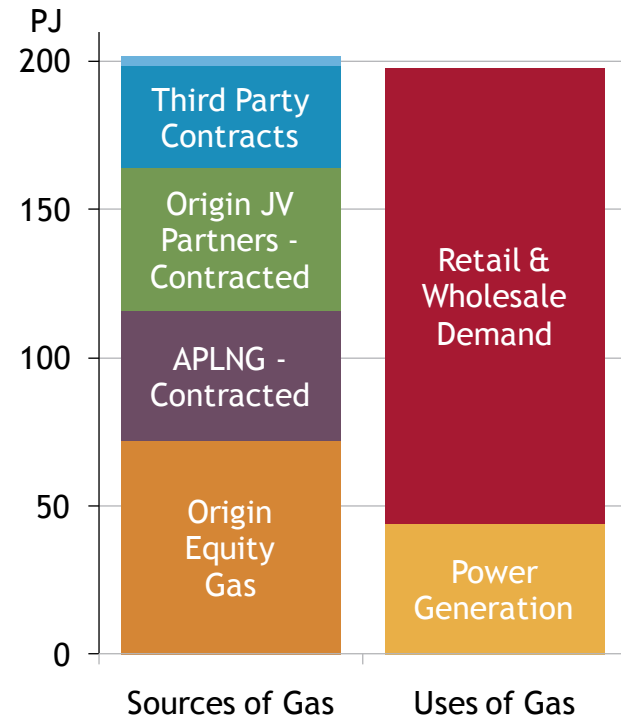 PJ
200
150
100
50
0
Third Party
Contracts
Origin JV
Partners -
Contracted
APLNG -
Contracted
Origin
Equity
Gas
Retail &
Wholesale
Demand
Power
Generation
Sources of Gas
Uses of Gas